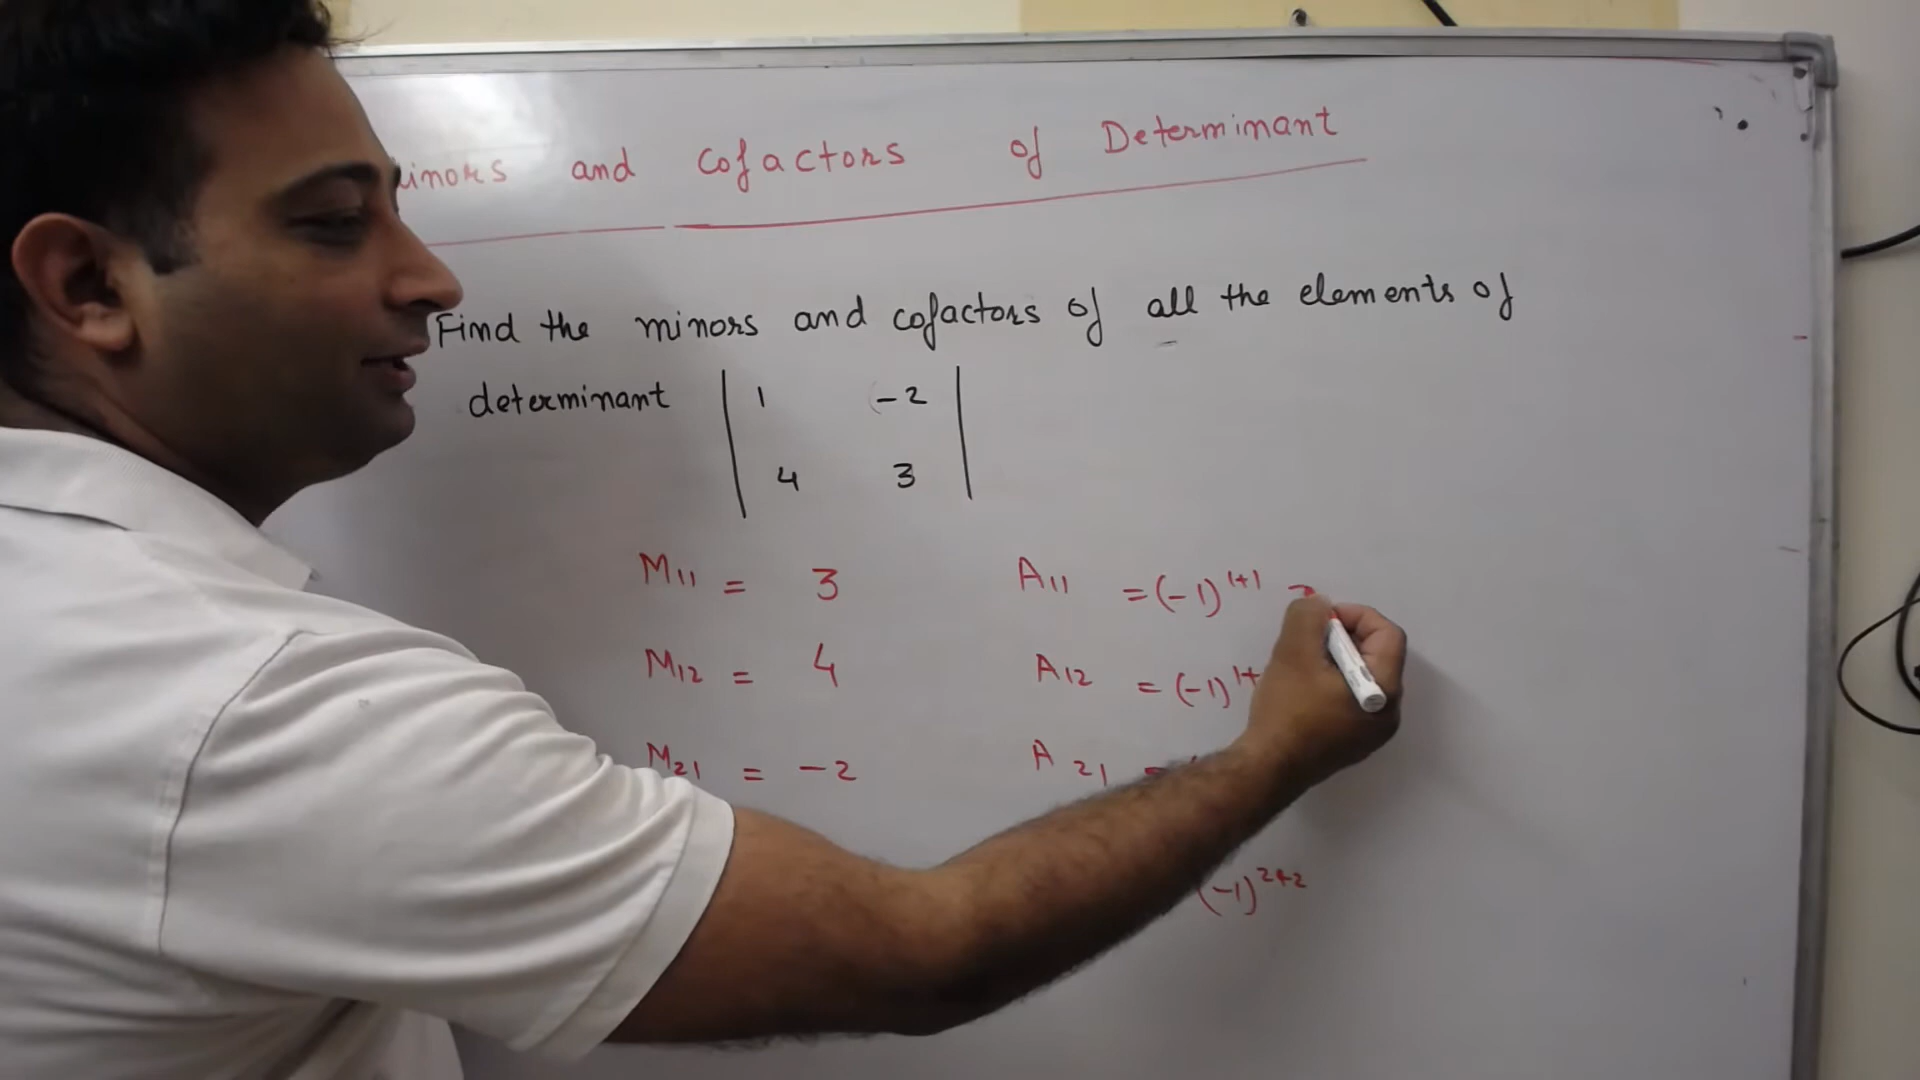 and Cofactors of Determinant
Find the minors and cofactors of all the elements of
determinant | 1 -2 |
| 4 3 |
M11 = 3 A11 = (-1)^1+1
M12 = 4 A12 = (-1)^1+
M21 = -2 A21 =
(-1)^2+2